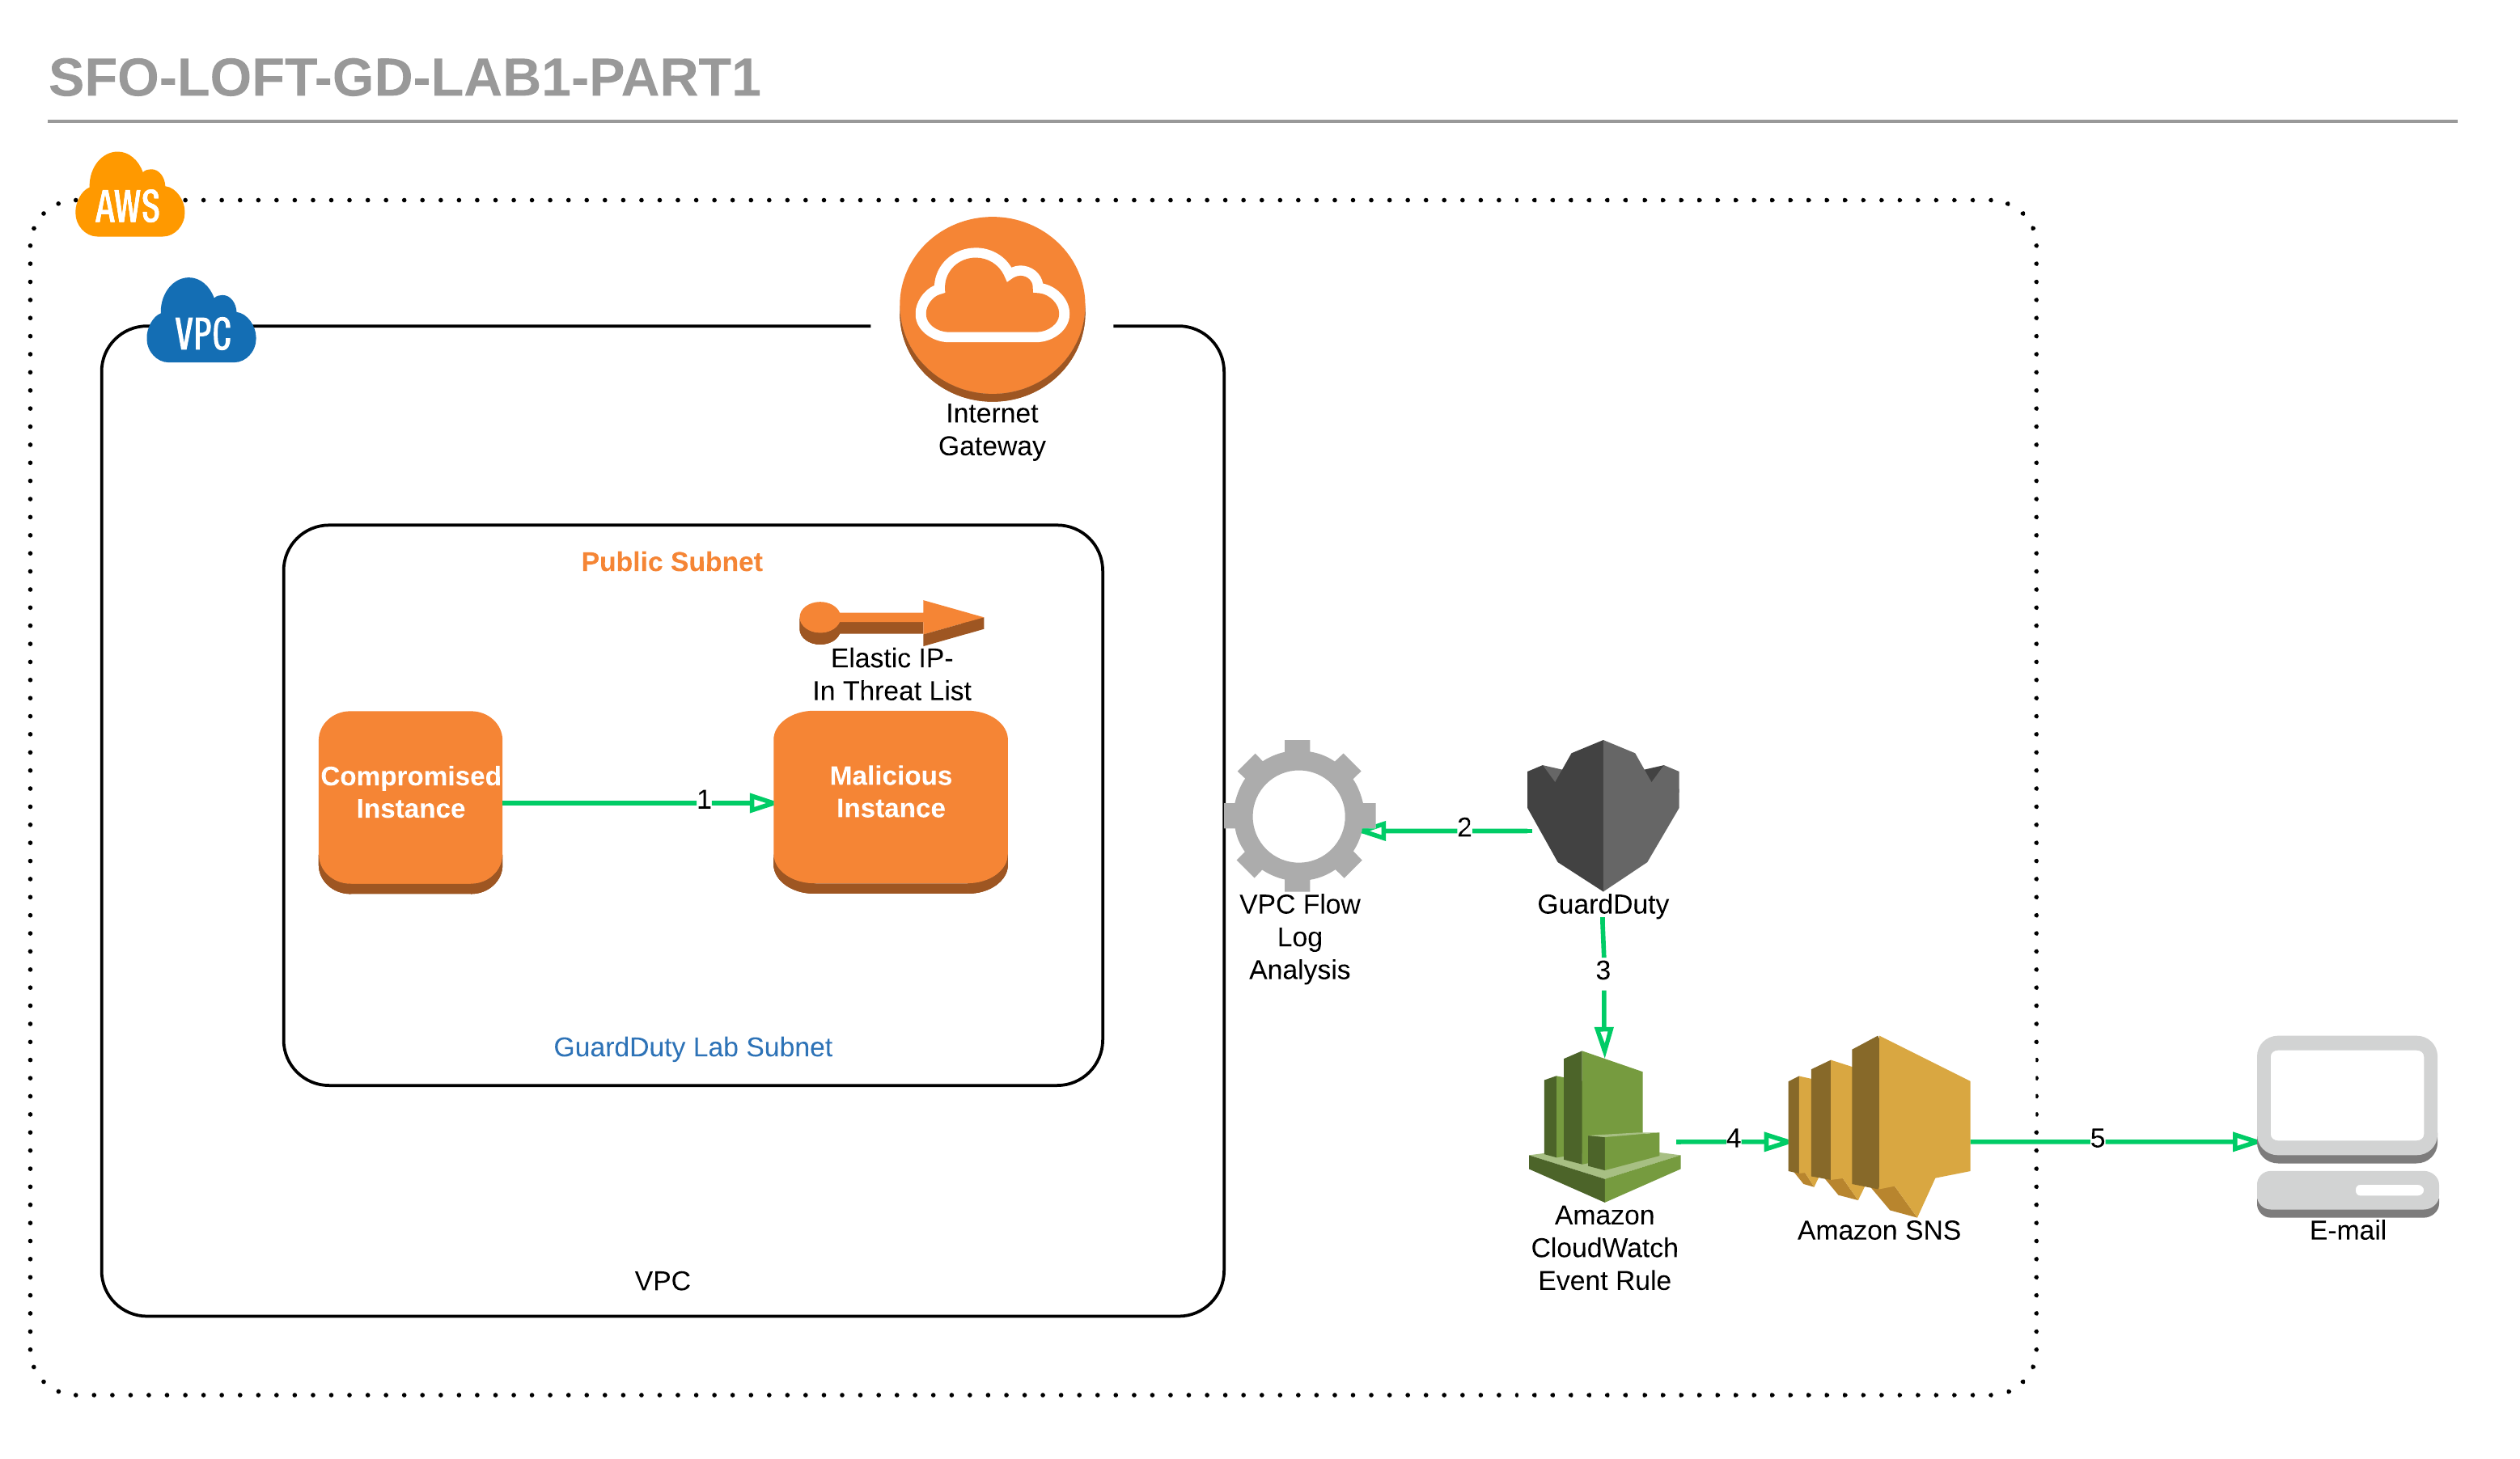 SFO-LOFT-GD-LAB1-PART1
AWS
VPC
Internet
Gateway
Public Subnet
Elastic IP-
In Threat List
Compromised
Instance
1
Malicious
Instance
GuardDuty Lab Subnet
VPC
VPC Flow
Log
Analysis
2
GuardDuty
3
Amazon
CloudWatch
Event Rule
4
Amazon SNS
5
E-mail